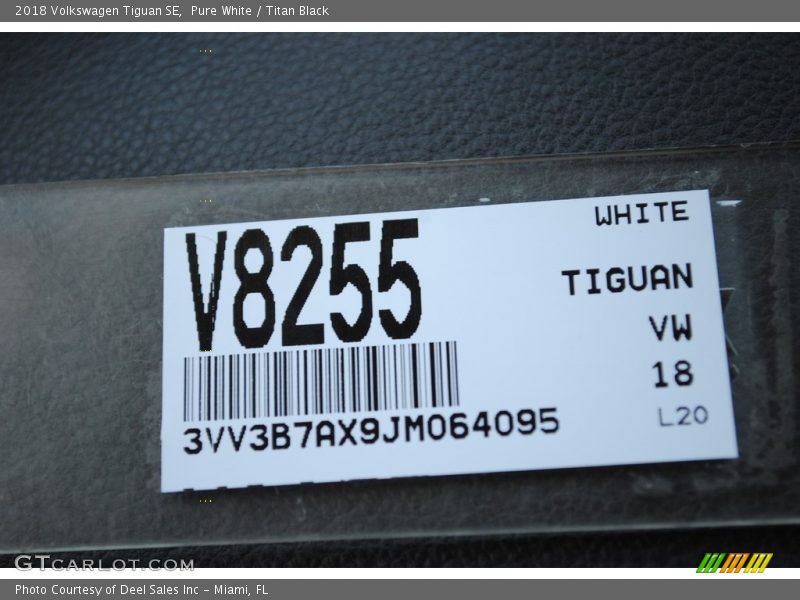 2018 Volkswagen Tiguan SE, Pure White / Titan Black
V8255
WHITE
TIGUAN
VW
18
L20
3VV3B7AX9JM064095
GTCARLOT.COM
Photo Courtesy of Deel Sales Inc - Miami, FL